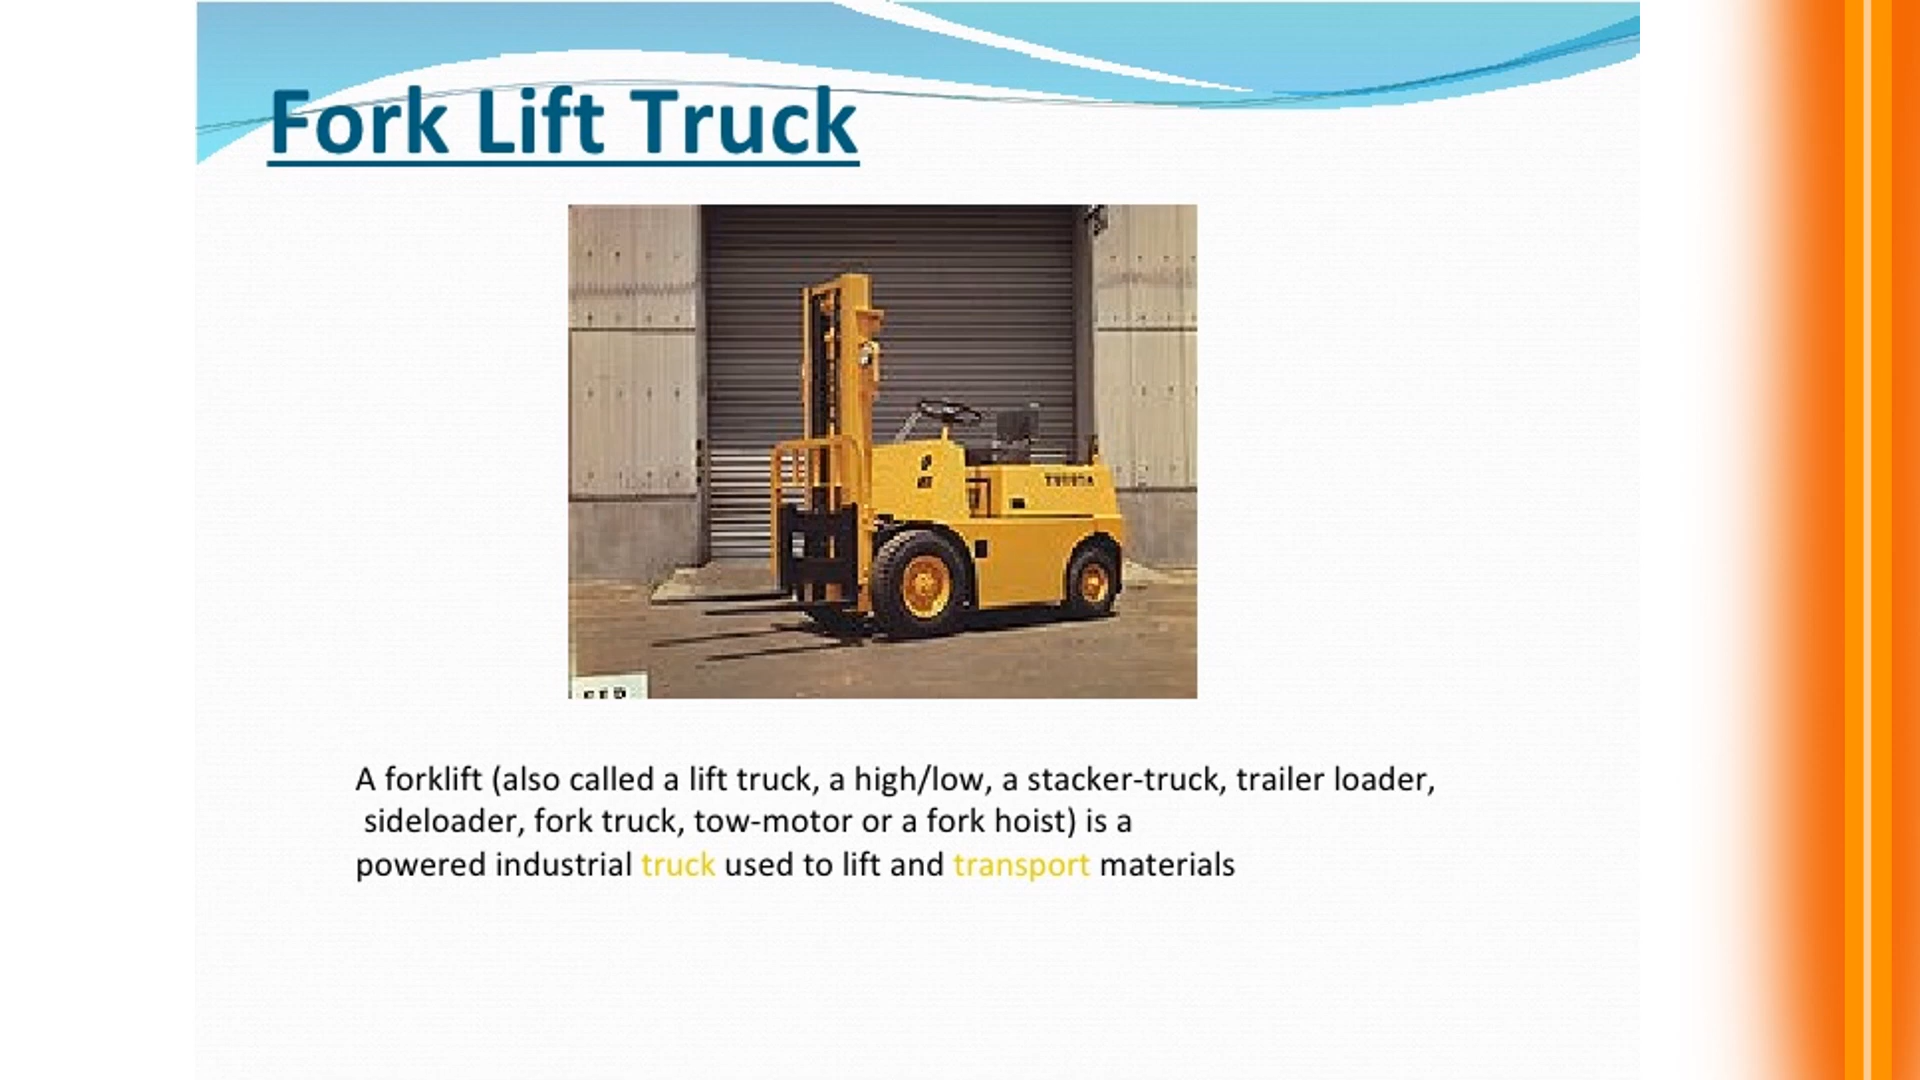 Fork Lift Truck
TOYOTA
A forklift (also called a lift truck, a high/low, a stacker-truck, trailer loader,
sideloader, fork truck, tow-motor or a fork hoist) is a
powered industrial truck used to lift and transport materials